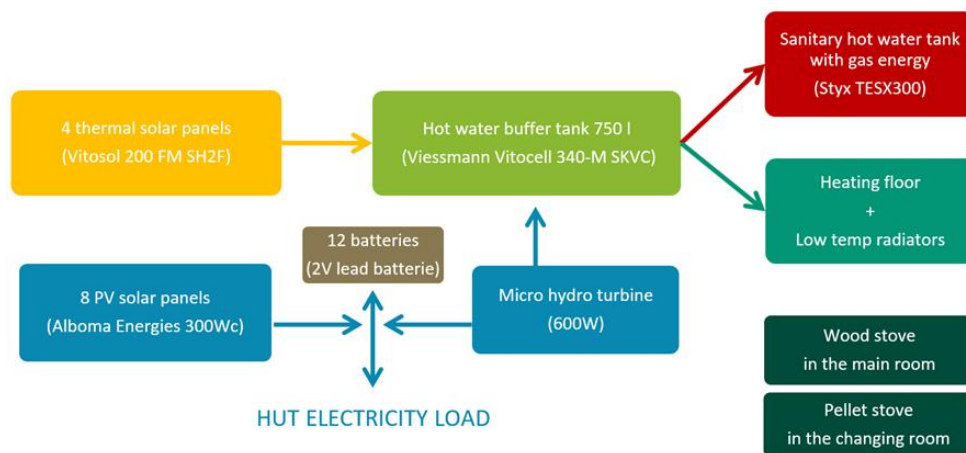 Sanitary hot water tank
with gas energy
(Styx TESX300)
4 thermal solar panels
(Vitosol 200 FM SH2F)
Hot water buffer tank 750 l
(Viessmann Vitocell 340-M SKVC)
Heating floor
+
Low temp radiators
12 batteries
(2V lead batterie)
8 PV solar panels
(Alboma Energies 300Wc)
Micro hydro turbine
(600W)
Wood stove
in the main room
HUT ELECTRICITY LOAD
Pellet stove
in the changing room